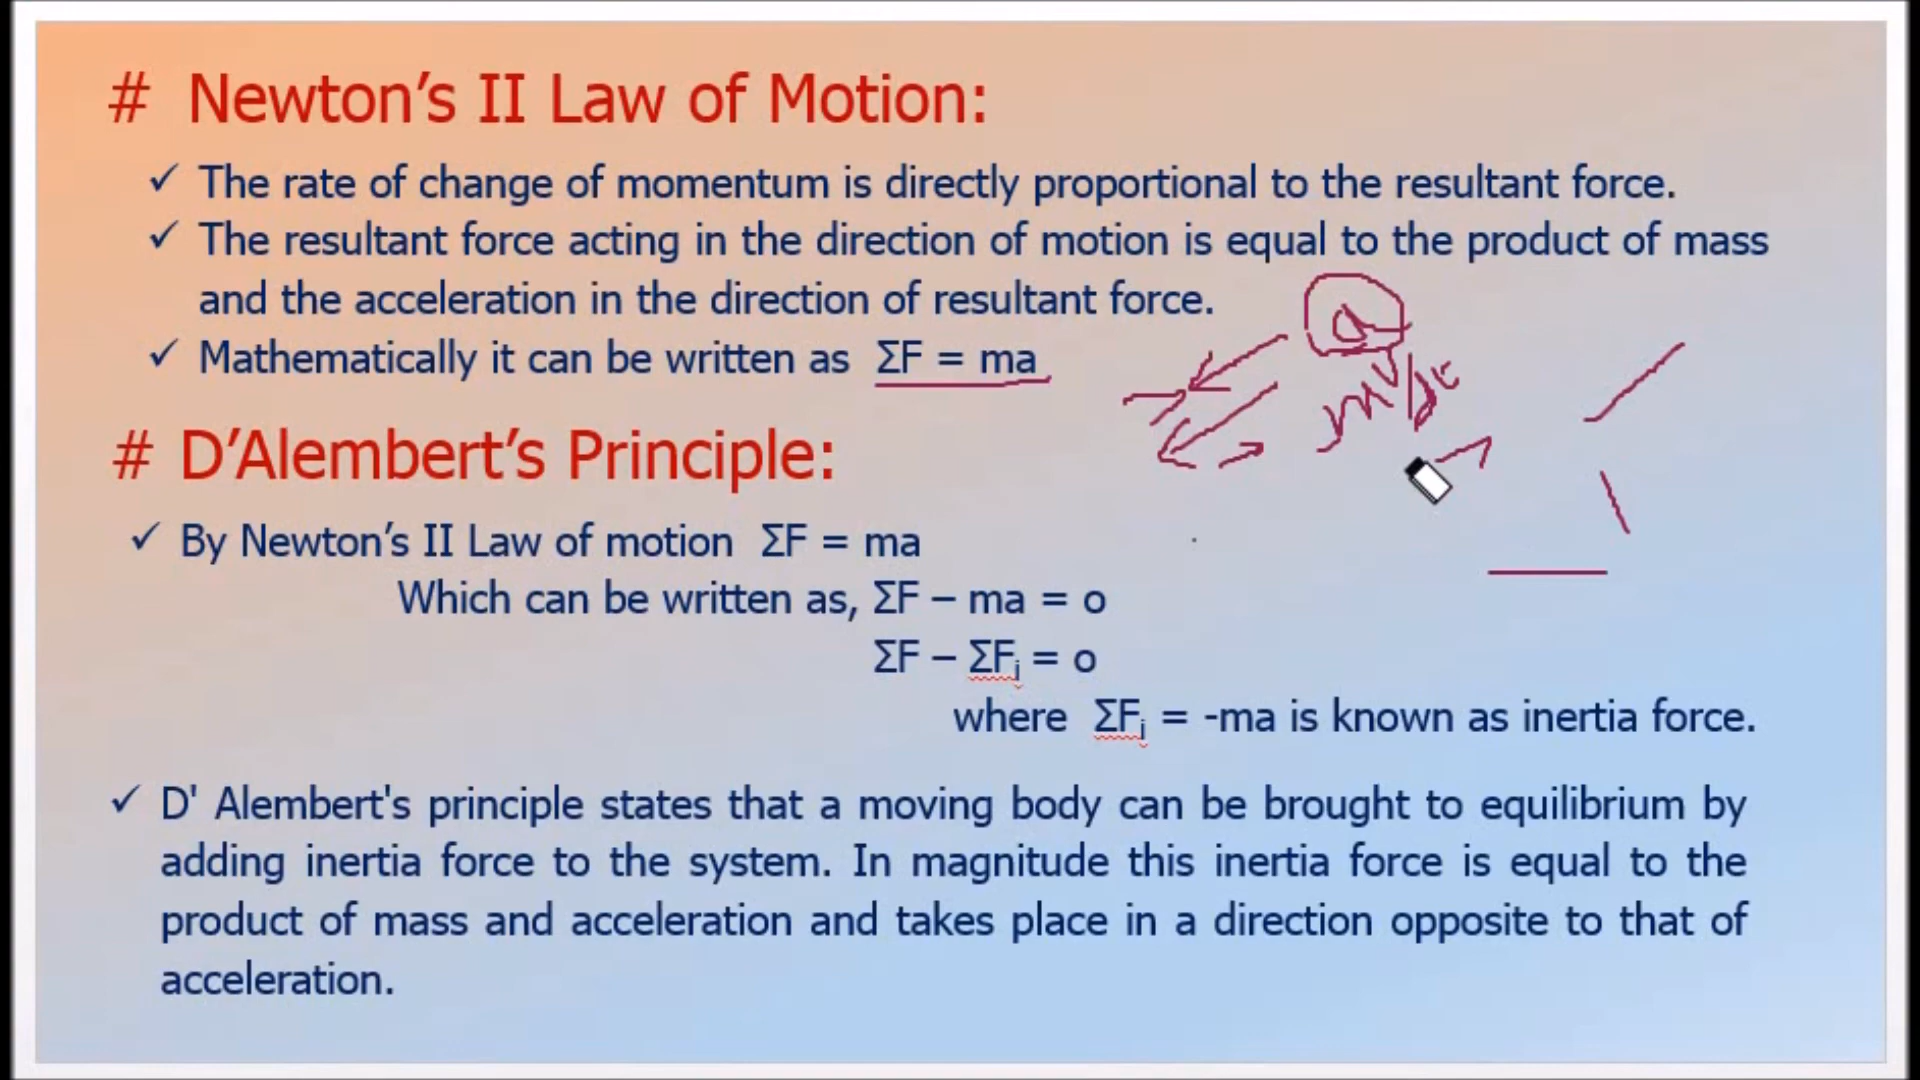 # Newton's II Law of Motion:
✓ The rate of change of momentum is directly proportional to the resultant force.
✓ The resultant force acting in the direction of motion is equal to the product of mass
and the acceleration in the direction of resultant force.
✓ Mathematically it can be written as ΣF = ma
# D'Alembert's Principle:
✓ By Newton's II Law of motion ΣF = ma
Which can be written as, ΣF – ma = o
ΣF – ΣFᵢ = o
where ΣFᵢ = -ma is known as inertia force.
✓ D' Alembert's principle states that a moving body can be brought to equilibrium by
adding inertia force to the system. In magnitude this inertia force is equal to the
product of mass and acceleration and takes place in a direction opposite to that of
acceleration.